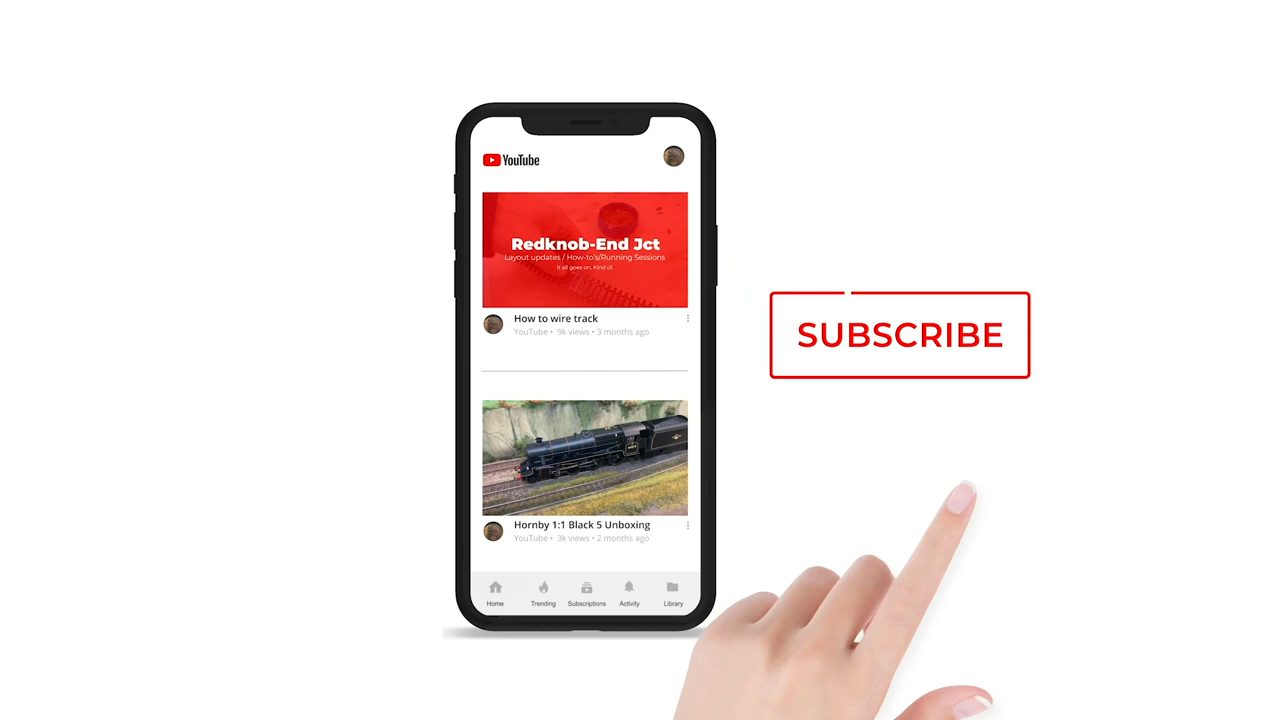 YouTube
Redknob-End Jct
Layout updates / How-to's/Running Sessions
It all goes on. Kind of.
How to wire track
YouTube • 9k views • 3 months ago
SUBSCRIBE
Hornby 1:1 Black 5 Unboxing
YouTube • 3k views • 2 months ago
Home Trending Subscriptions Activity Library